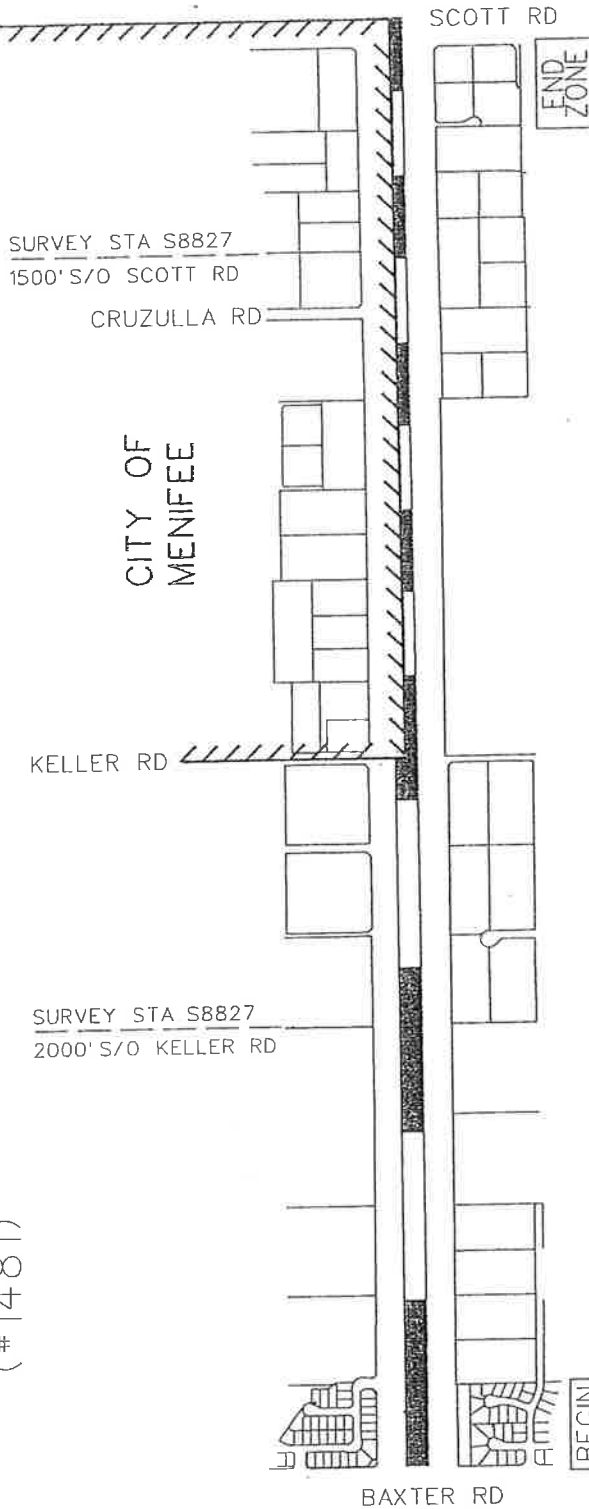 SCOTT RD
END
ZONE
SURVEY STA S8827
1500' S/O SCOTT RD
CRUZULLA RD
CITY OF
MENIFEE
KELLER RD
SURVEY STA S8827
2000' S/O KELLER RD
(#1481)
BEGIN
BAXTER RD